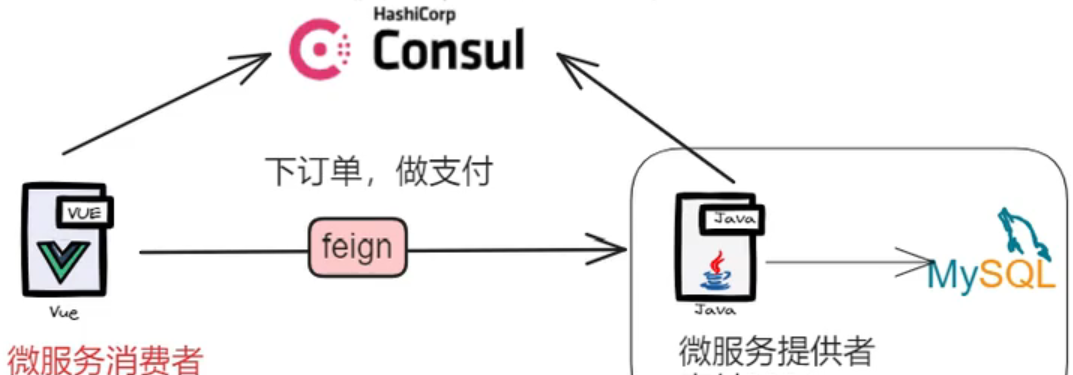 HashiCorp
Consul
下订单，做支付
VUE
feign
Java
MySQL
Vue
Java
微服务消费者
微服务提供者